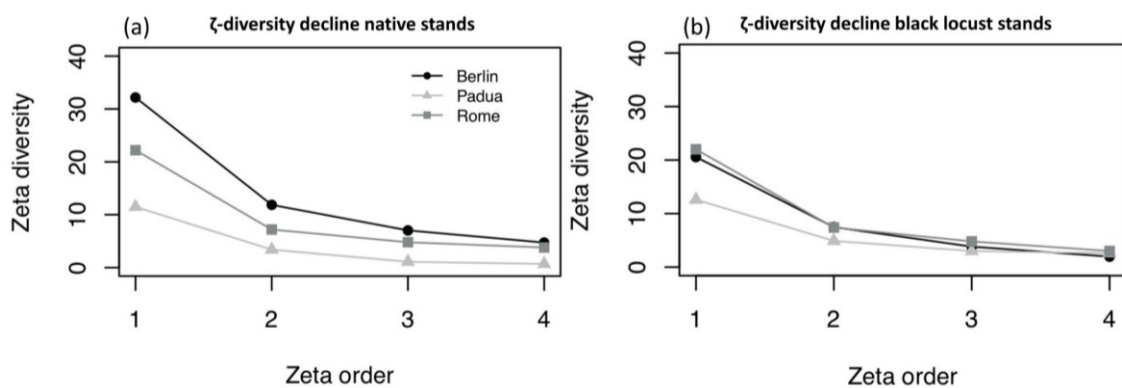 (a) ζ-diversity decline native stands
40
30
20
10
0
Zeta diversity
Berlin
Padua
Rome
1 2 3 4
Zeta order
(b) ζ-diversity decline black locust stands
40
30
20
10
0
Zeta diversity
1 2 3 4
Zeta order